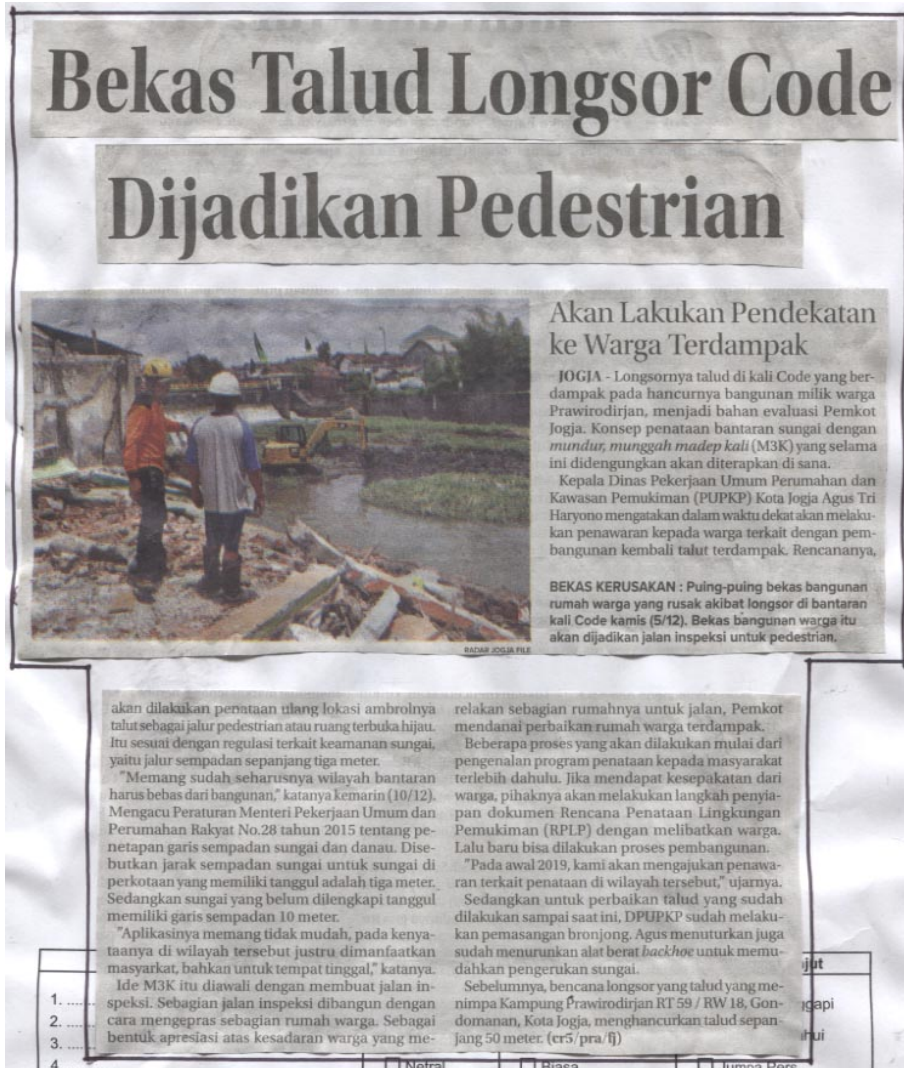 Bekas Talud Longsor Code
Dijadikan Pedestrian
Akan Lakukan Pendekatan
ke Warga Terdampak
JOGJA - Longsornya talud di kali Code yang ber-
dampak pada hancurnya bangunan milik warga
Prawirodirjan, menjadi bahan evaluasi Pemkot
Jogja. Konsep penataan bantaran sungai dengan
mundur, munggah madep kali (M3K) yang selama
ini didengungkan akan diterapkan di sana.
Kepala Dinas Pekerjaan Umum Perumahan dan
Kawasan Pemukiman (PUPKP) Kota Jogja Agus Tri
Haryono mengatakan dalam waktu dekat akan melaku-
kan penawaran kepada warga terkait dengan pem-
bangunan kembali talut terdampak. Rencananya,
BEKAS KERUSAKAN : Puing-puing bekas bangunan
rumah warga yang rusak akibat longsor di bantaran
kali Code kamis (5/12). Bekas bangunan warga itu
akan dijadikan jalan inspeksi untuk pedestrian.
RADAR JOGJA FILE
akan dilakukan penataan ulang lokasi ambrolnya
talut sebagai jalur pedestrian atau ruang terbuka hijau.
Itu sesuai dengan regulasi terkait keamanan sungai,
yaitu jalur sempadan sepanjang tiga meter.
"Memang sudah seharusnya wilayah bantaran
harus bebas dari bangunan," katanya kemarin (10/12).
Mengacu Peraturan Menteri Pekerjaan Umum dan
Perumahan Rakyat No.28 tahun 2015 tentang pe-
netapan garis sempadan sungai dan danau. Dise-
butkan jarak sempadan sungai untuk sungai di
perkotaan yang memiliki tanggul adalah tiga meter.
Sedangkan sungai yang belum dilengkapi tanggul
memiliki garis sempadan 10 meter.
"Aplikasinya memang tidak mudah, pada kenya-
taanya di wilayah tersebut justru dimanfaatkan
masyarkat, bahkan untuk tempat tinggal," katanya.
Ide M3K itu diawali dengan membuat jalan in-
speksi. Sebagian jalan inspeksi dibangun dengan
cara mengepras sebagian rumah warga. Sebagai
bentuk apresiasi atas kesadaran warga yang me-
relakan sebagian rumahnya untuk jalan, Pemkot
mendanai perbaikan rumah warga terdampak.
Beberapa proses yang akan dilakukan mulai dari
pengenalan program penataan kepada masyarakat
terlebih dahulu. Jika mendapat kesepakatan dari
warga, pihaknya akan melakukan langkah penyia-
pan dokumen Rencana Penataan Lingkungan
Pemukiman (RPLP) dengan melibatkan warga.
Lalu baru bisa dilakukan proses pembangunan.
"Pada awal 2019, kami akan mengajukan penawa-
ran terkait penataan di wilayah tersebut," ujarnya.
Sedangkan untuk perbaikan talud yang sudah
dilakukan sampai saat ini, DPUPKP sudah melaku-
kan pemasangan bronjong. Agus menuturkan juga
sudah menurunkan alat berat backhoe untuk memu-
dahkan pengerukan sungai.
Sebelumnya, bencana longsor yang talud yang me-
nimpa Kampung Prawirodirjan RT 59 / RW 18, Gon-
domanan, Kota Jogja, menghancurkan talud sepan-
jang 50 meter. (cr5/pra/fj)
1. ....
2. ....
3. ....
4.
Netral
Biasa
Jumpa Pers